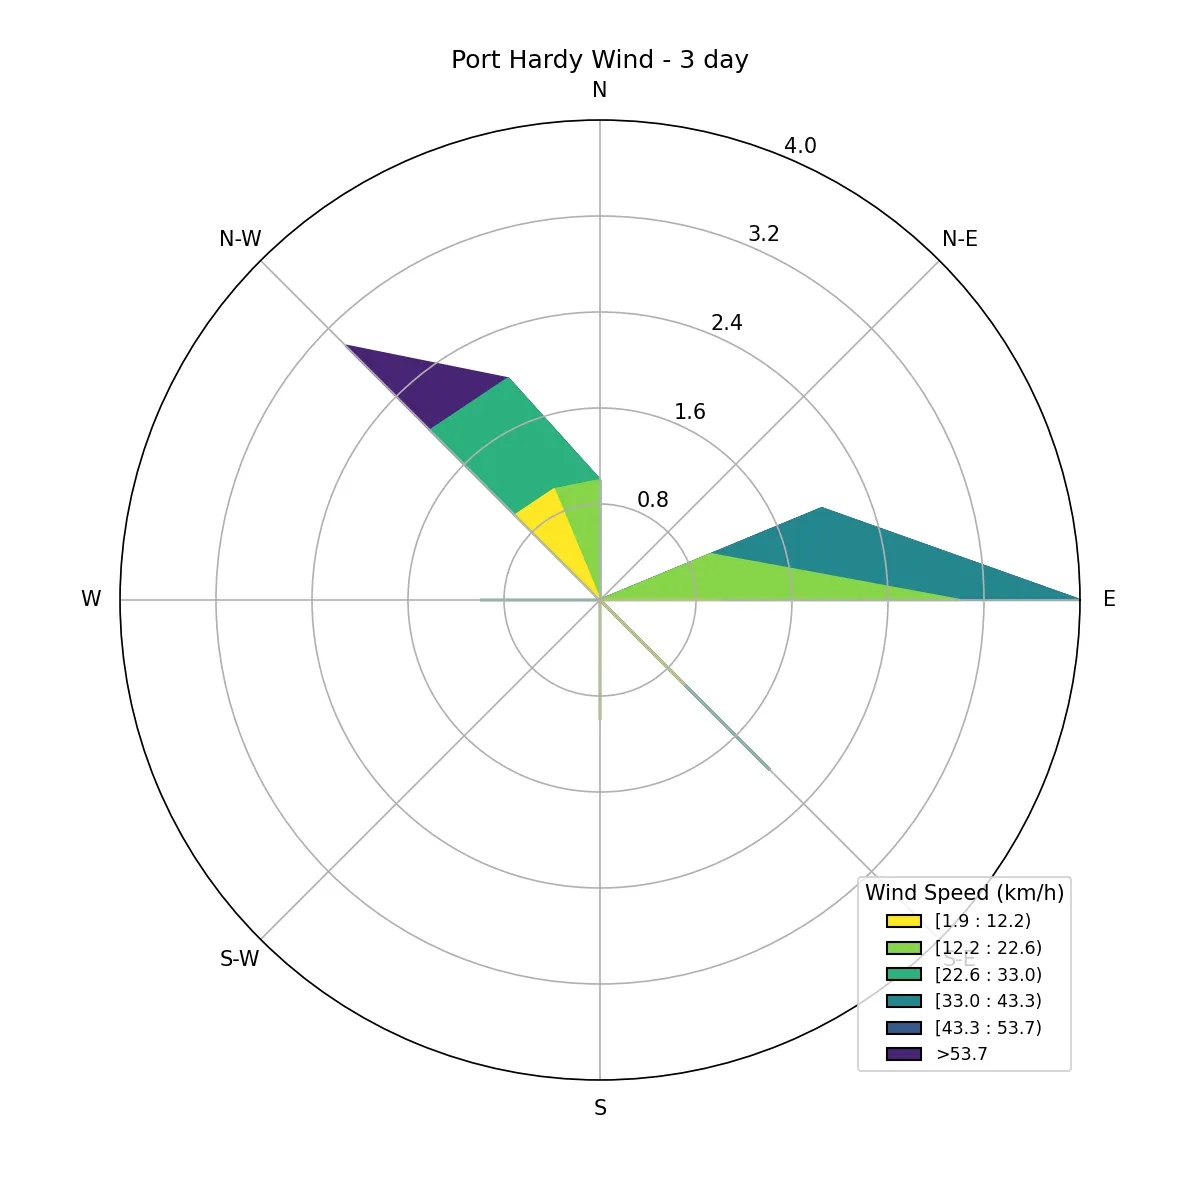 Port Hardy Wind - 3 day
N
4.0
N-W
3.2
N-E
2.4
1.6
0.8
W
E
Wind Speed (km/h)
[1.9 : 12.2)
[12.2 : 22.6)
S-W
S-E
[22.6 : 33.0)
[33.0 : 43.3)
[43.3 : 53.7)
>53.7
S